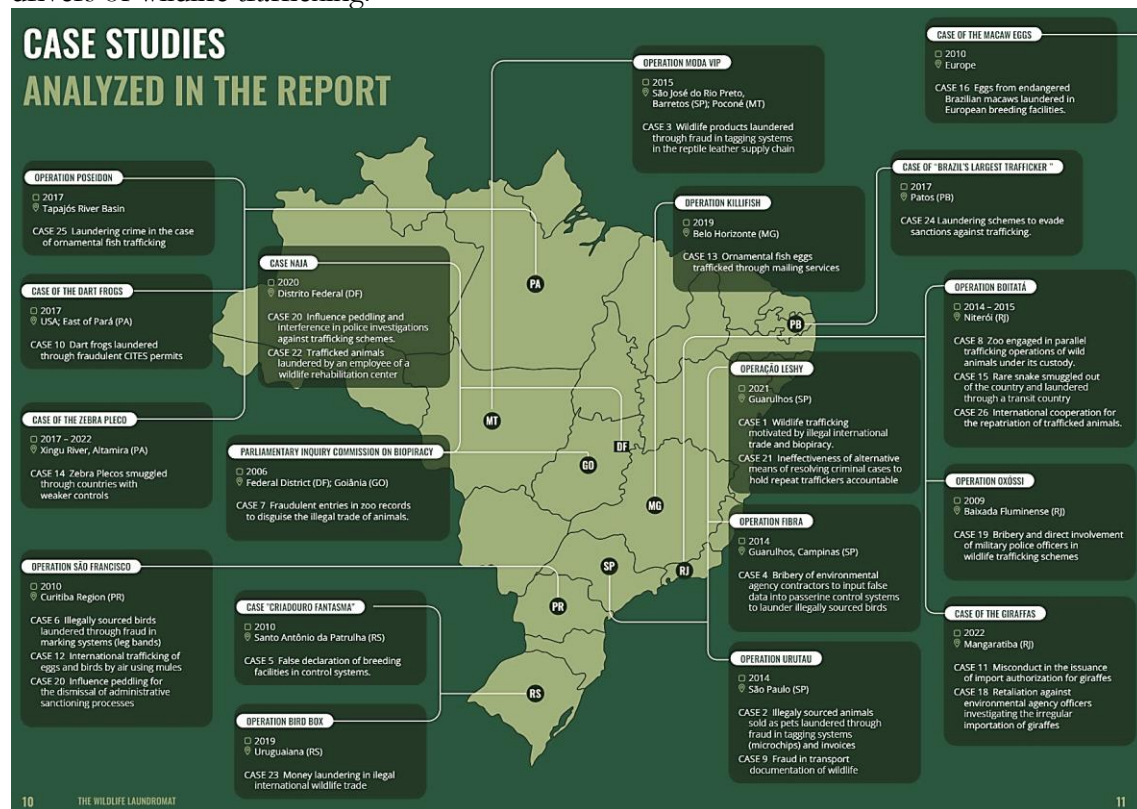 drivers of wildlife trafficking.
CASE STUDIES
ANALYZED IN THE REPORT
OPERATION POSEIDON
2017
Tapajós River Basin
CASE 25 Laundering crime in the case
of ornamental fish trafficking
CASE OF THE DART FROGS
2017
USA; East of Pará (PA)
CASE 10 Dart frogs laundered
through fraudulent CITES permits
CASE OF THE ZEBRA PLECO
2017 – 2022
Xingu River, Altamira (PA)
CASE 14 Zebra Plecos smuggled
through countries with
weaker controls
OPERATION SÃO FRANCISCO
2010
Curitiba Region (PR)
CASE 6 Illegally sourced birds
laundered through fraud in
marking systems (leg bands)
CASE 12 International trafficking of
eggs and birds by air using mules
CASE 20 Influence peddling for
the dismissal of administrative
sanctioning processes
CASE NAJA
2020
Distrito Federal (DF)
CASE 20 Influence peddling and
interference in police investigations
against trafficking schemes.
CASE 22 Trafficked animals
laundered by an employee of a
wildlife rehabilitation center
PARLIAMENTARY INQUIRY COMMISSION ON BIOPIRACY
2006
Federal District (DF); Goiânia (GO)
CASE 7 Fraudulent entries in zoo records
to disguise the illegal trade of animals.
CASE "CRIADOURO FANTASMA"
2010
Santo Antônio da Patrulha (RS)
CASE 5 False declaration of breeding
facilities in control systems.
OPERATION BIRD BOX
2019
Uruguaiana (RS)
CASE 23 Money laundering in ilegal
international wildlife trade
OPERATION MODA VIP
2015
São José do Rio Preto,
Barretos (SP); Poconé (MT)
CASE 3 Wildlife products laundered
through fraud in tagging systems
in the reptile leather supply chain
OPERATION KILLIFISH
2019
Belo Horizonte (MG)
CASE 13 Ornamental fish eggs
trafficked through mailing services
PA
MT
DF
GO
MG
SP
RJ
PR
RS
PB
OPERAÇÃO LESHY
2021
Guarulhos (SP)
CASE 1 Wildlife trafficking
motivated by illegal international
trade and biopiracy.
CASE 21 Ineffectiveness of alternative
means of resolving criminal cases to
hold repeat traffickers accountable
OPERATION FIBRA
2014
Guarulhos, Campinas (SP)
CASE 4 Bribery of environmental
agency contractors to input false
data into passerine control systems
to launder illegally sourced birds
OPERATION URUTAU
2014
São Paulo (SP)
CASE 2 Illegaly sourced animals
sold as pets laundered through
fraud in tagging systems
(microchips) and invoices
CASE 9 Fraud in transport
documentation of wildlife
CASE OF THE MACAW EGGS
2010
Europe
CASE 16 Eggs from endangered
Brazilian macaws laundered in
European breeding facilities.
CASE OF "BRAZIL'S LARGEST TRAFFICKER "
2017
Patos (PB)
CASE 24 Laundering schemes to evade
sanctions against trafficking.
OPERATION BOITATÁ
2014 – 2015
Niterói (RJ)
CASE 8 Zoo engaged in parallel
trafficking operations of wild
animals under its custody.
CASE 15 Rare snake smuggled out
of the country and laundered
through a transit country
CASE 26 International cooperation for
the repatriation of trafficked animals.
OPERATION OXÓSSI
2009
Baixada Fluminense (RJ)
CASE 19 Bribery and direct involvement
of military police officers in
wildlife trafficking schemes
CASE OF THE GIRAFFAS
2022
Mangaratiba (RJ)
CASE 11 Misconduct in the issuance
of import authorization for giraffes
CASE 18 Retaliation against
environmental agency officers
investigating the irregular
importation of giraffes
10 THE WILDLIFE LAUNDROMAT
11